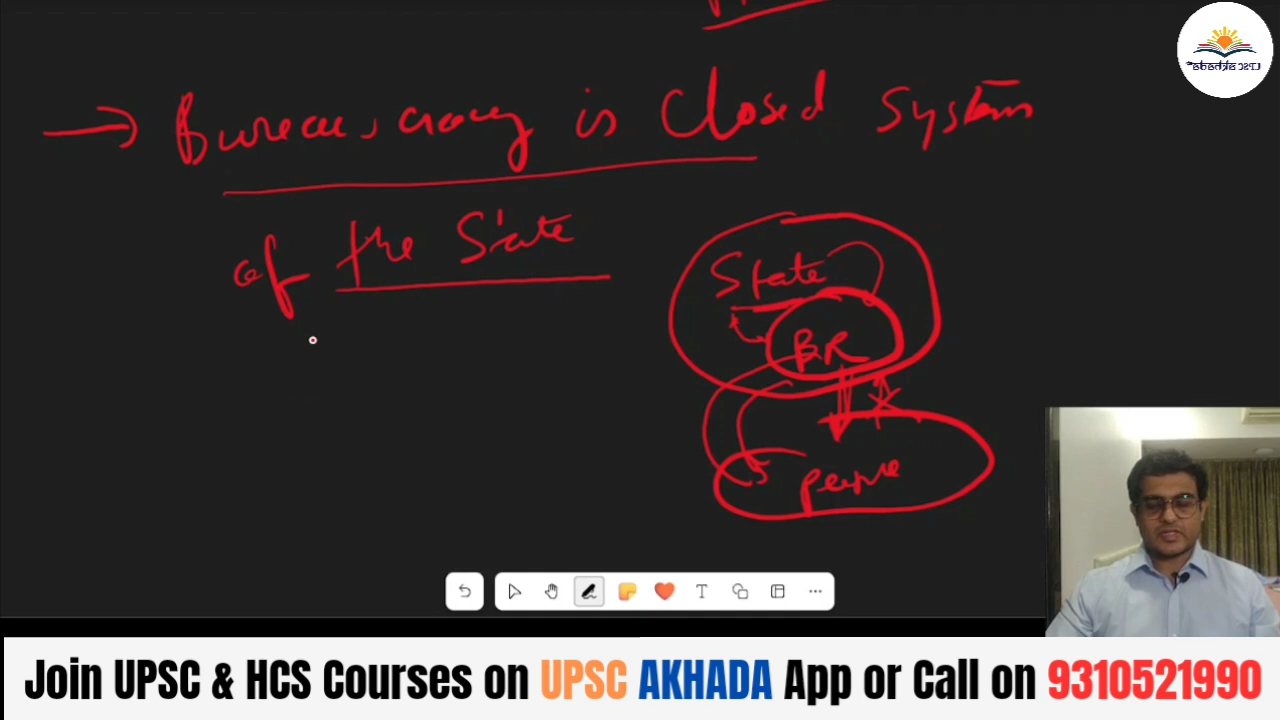 → Bureaucracy is Closed System
of the State
State
BR
people
T
Join UPSC & HCS Courses on UPSC AKHADA App or Call on 9310521990